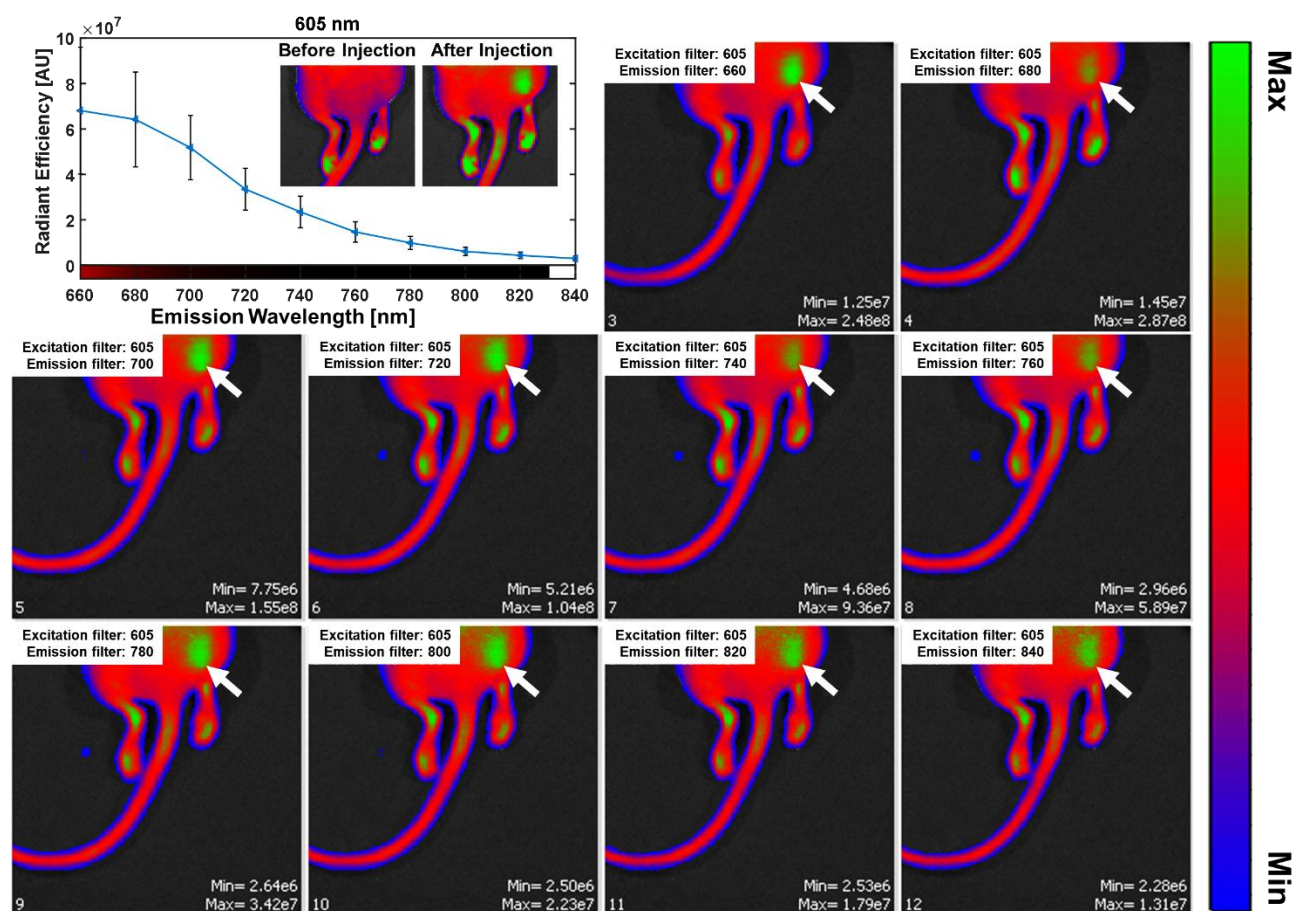 605 nm
×10⁷
10
8
6
4
2
0
Radiant Efficiency [AU]
Before Injection
After Injection
660 680 700 720 740 760 780 800 820 840
Emission Wavelength [nm]
Excitation filter: 605
Emission filter: 660
Min= 1.25e7
3 Max= 2.48e8
Excitation filter: 605
Emission filter: 680
Min= 1.45e7
4 Max= 2.87e8
Excitation filter: 605
Emission filter: 700
Min= 7.75e6
5 Max= 1.55e8
Excitation filter: 605
Emission filter: 720
Min= 5.21e6
6 Max= 1.04e8
Excitation filter: 605
Emission filter: 740
Min= 4.68e6
7 Max= 9.36e7
Excitation filter: 605
Emission filter: 760
Min= 2.96e6
8 Max= 5.89e7
Excitation filter: 605
Emission filter: 780
Min= 2.64e6
9 Max= 3.42e7
Excitation filter: 605
Emission filter: 800
Min= 2.50e6
10 Max= 2.23e7
Excitation filter: 605
Emission filter: 820
Min= 2.53e6
11 Max= 1.79e7
Excitation filter: 605
Emission filter: 840
Min= 2.28e6
12 Max= 1.31e7
Max
Min